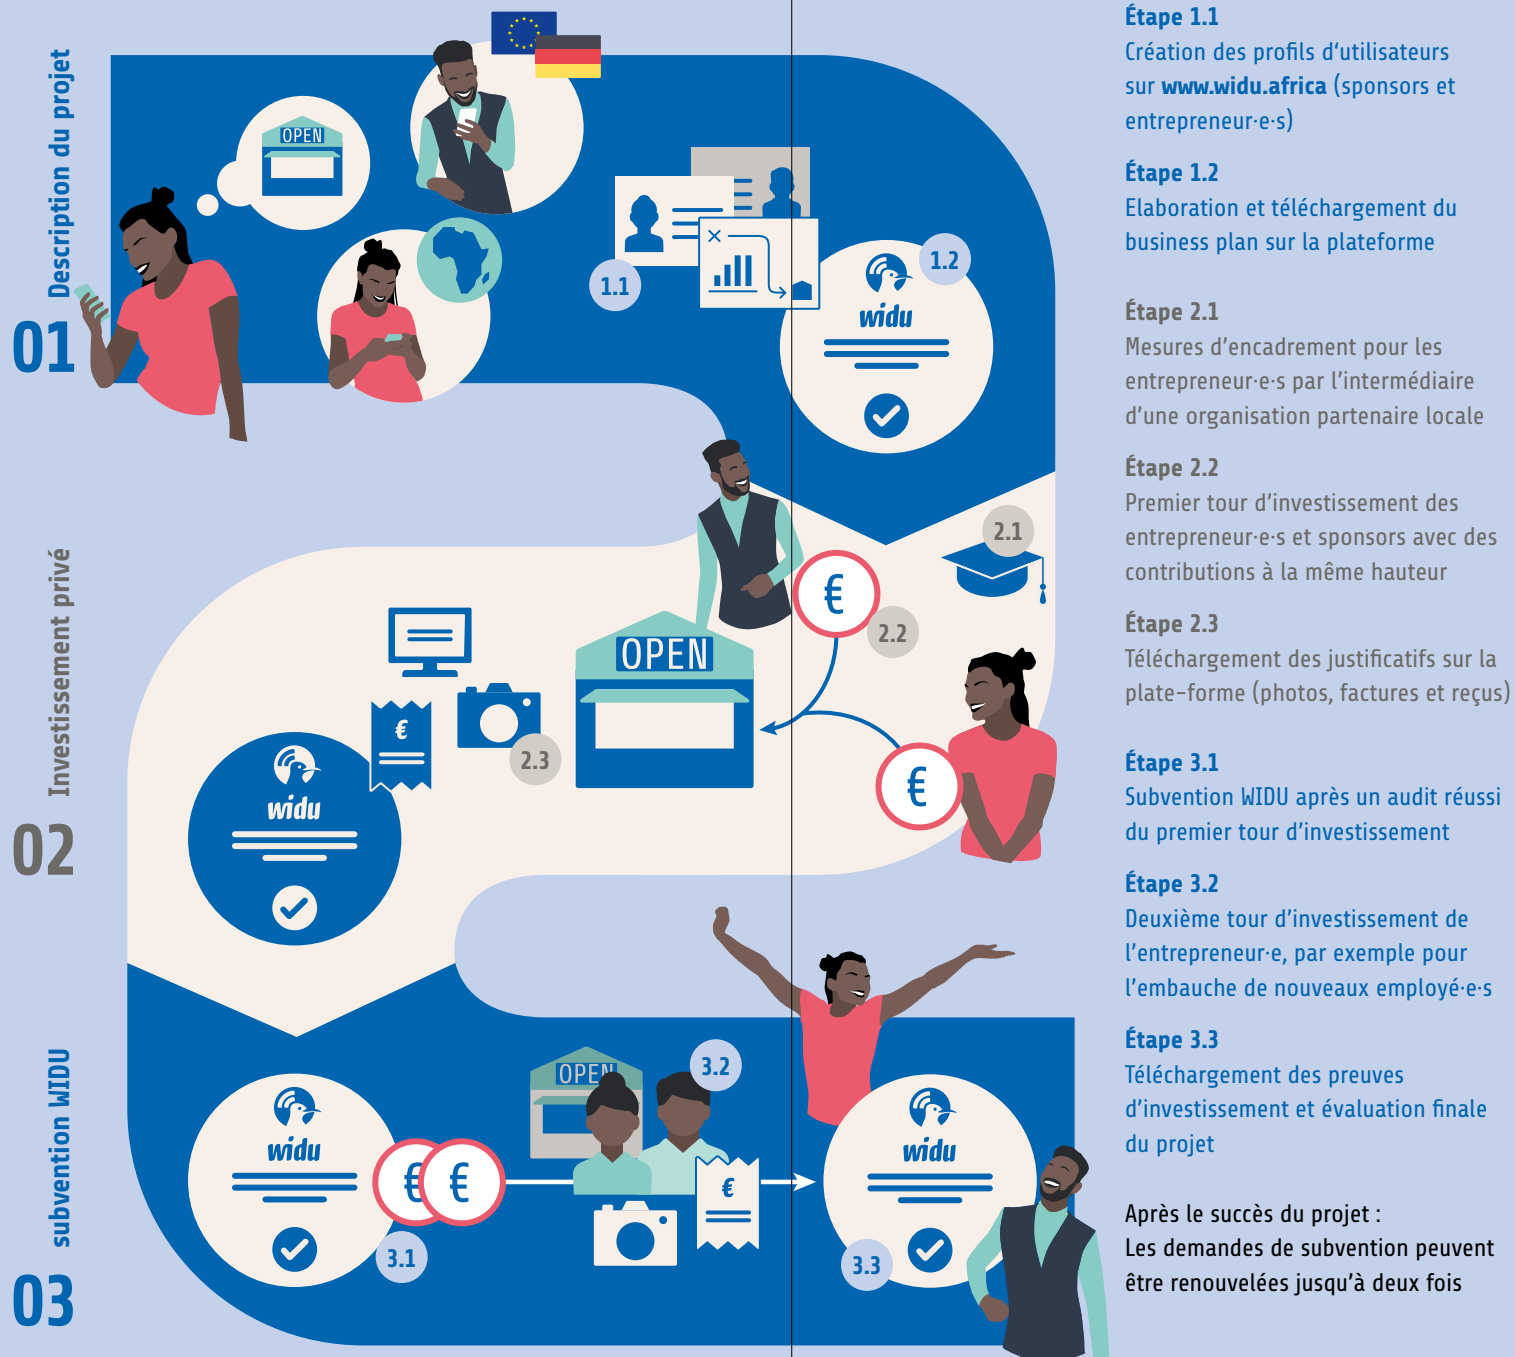 01
Description du projet
OPEN
1.1
1.2
widu
02
Investissement privé
2.1
€
2.2
OPEN
€
2.3
€
widu
03
subvention WIDU
widu
€
€
3.1
OPEN
3.2
€
widu
3.3
Étape 1.1
Création des profils d‘utilisateurs
sur www.widu.africa (sponsors et
entrepreneur·e·s)
Étape 1.2
Elaboration et téléchargement du
business plan sur la plateforme
Étape 2.1
Mesures d’encadrement pour les
entrepreneur·e·s par l’intermédiaire
d’une organisation partenaire locale
Étape 2.2
Premier tour d’investissement des
entrepreneur·e·s et sponsors avec des
contributions à la même hauteur
Étape 2.3
Téléchargement des justificatifs sur la
plate-forme (photos, factures et reçus)
Étape 3.1
Subvention WIDU après un audit réussi
du premier tour d’investissement
Étape 3.2
Deuxième tour d’investissement de
l’entrepreneur·e, par exemple pour
l’embauche de nouveaux employé·e·s
Étape 3.3
Téléchargement des preuves
d’investissement et évaluation finale
du projet
Après le succès du projet :
Les demandes de subvention peuvent
être renouvelées jusqu’à deux fois